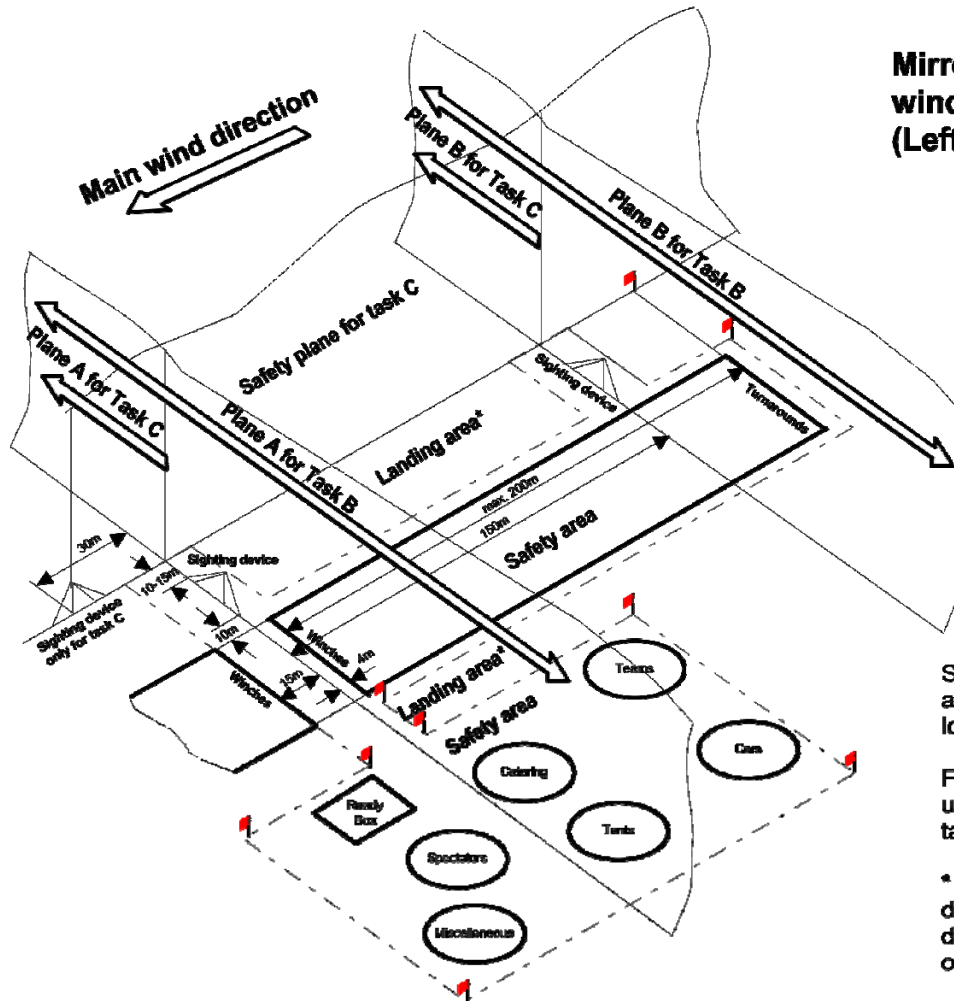 Mirro
wind
(Left
Main wind direction
Plane B for Task C
Plane B for Task B
Safety plane for task C
Plane A for Task C
Plane A for Task B
Sighting device
Turnarounds
Landing area*
max. 200m
150m
Safety area
30m
Sighting device
10-15m
Sighting device
only for task C
10m
Winches
4m
15m
Winches
Landing area*
Safety area
Teams
Catering
Cars
Ready
Box
Tents
Spectators
Miscellaneous
S
a
lo
F
u
ta
*
d
d
o